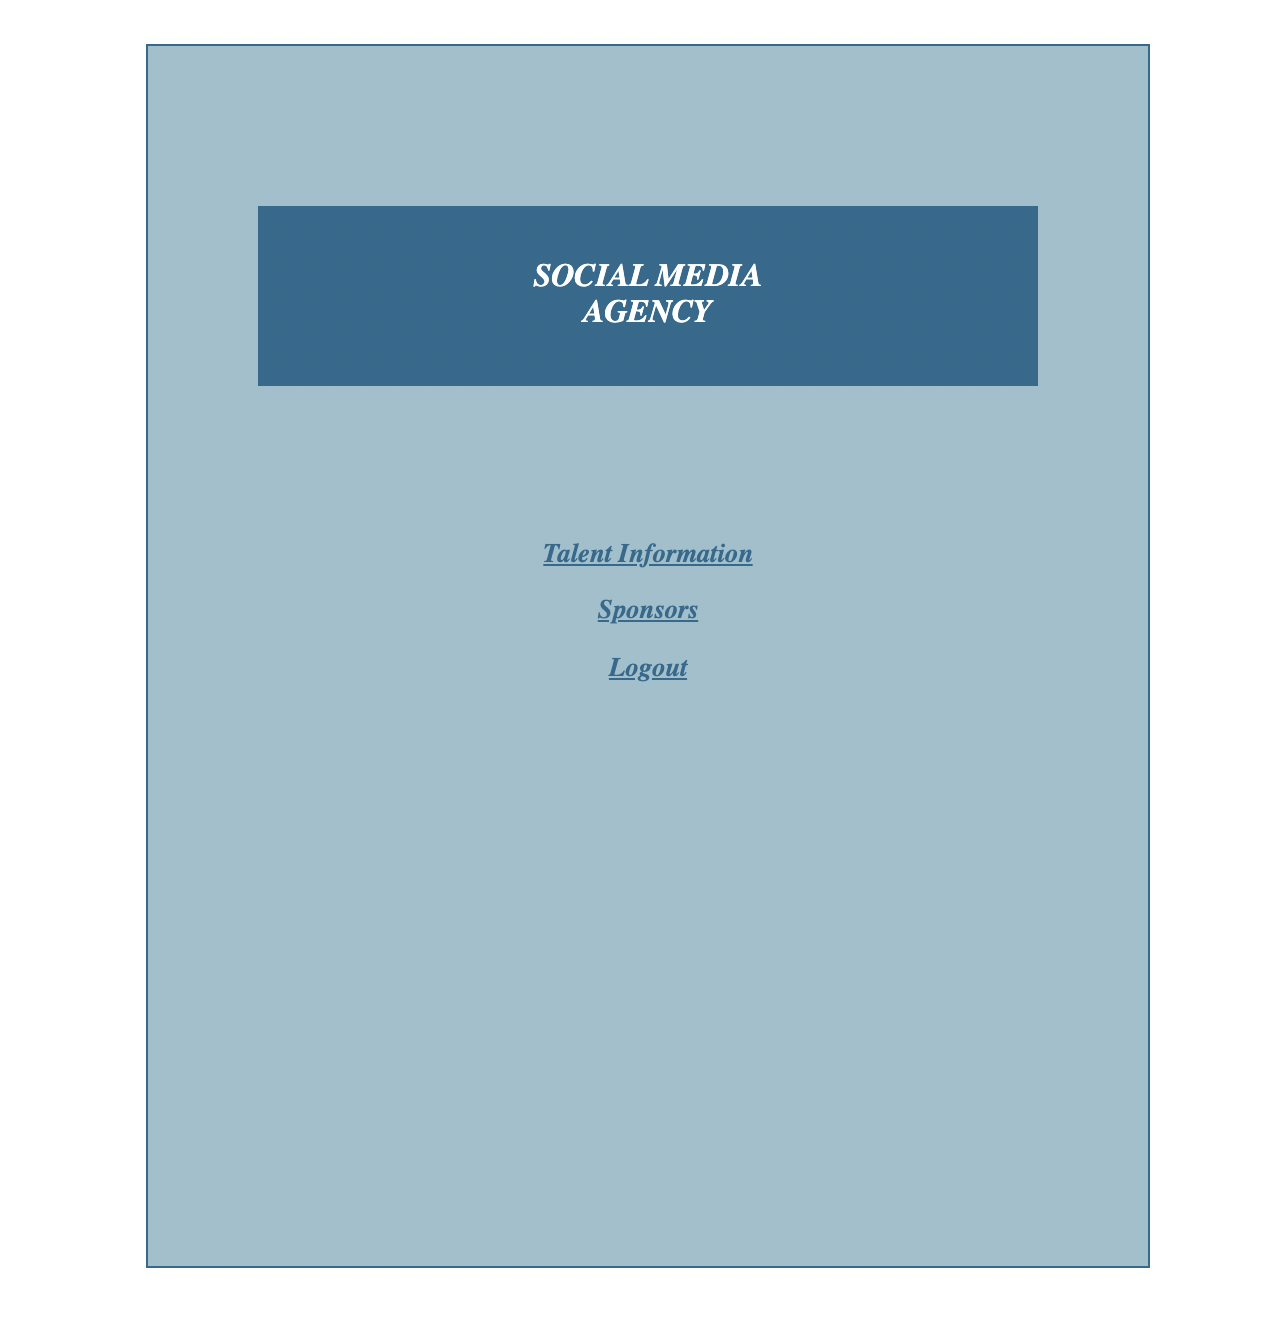 SOCIAL MEDIA
AGENCY
Talent Information
Sponsors
Logout